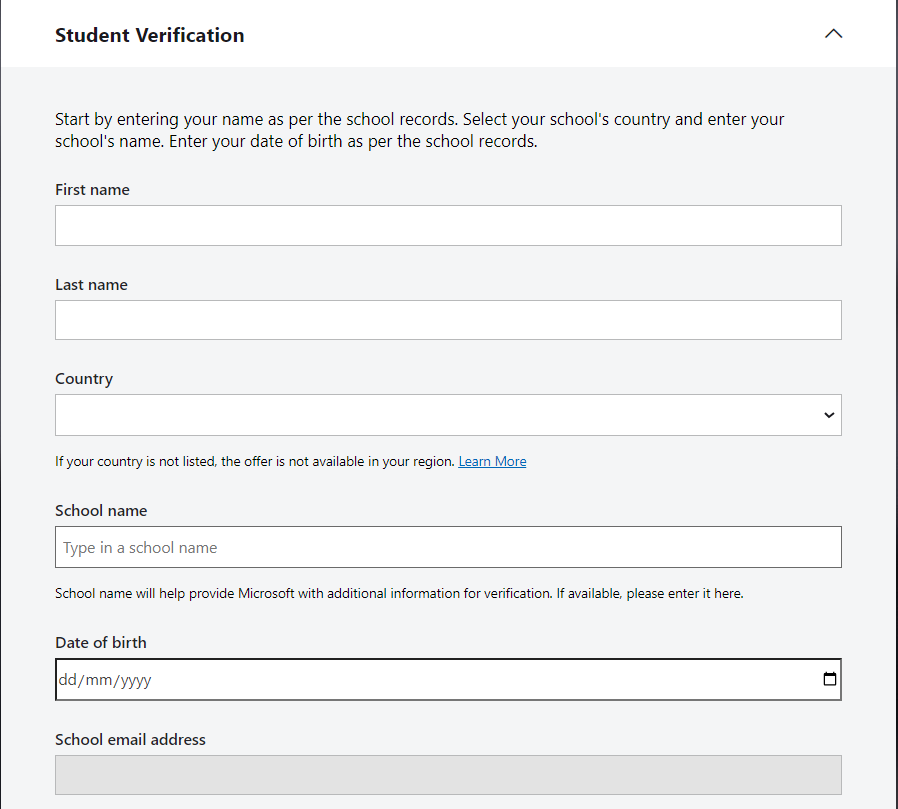 Student Verification
Start by entering your name as per the school records. Select your school's country and enter your
school's name. Enter your date of birth as per the school records.
First name
Last name
Country
If your country is not listed, the offer is not available in your region. Learn More
School name
Type in a school name
School name will help provide Microsoft with additional information for verification. If available, please enter it here.
Date of birth
dd/mm/yyyy
School email address